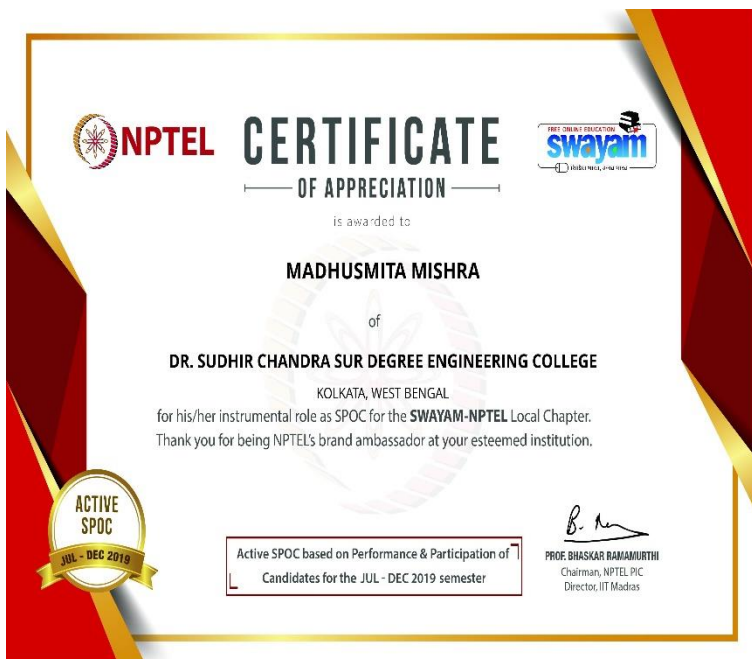 NPTEL
CERTIFICATE
OF APPRECIATION
FREE ONLINE EDUCATION
swayam
is awarded to
MADHUSMITA MISHRA
of
DR. SUDHIR CHANDRA SUR DEGREE ENGINEERING COLLEGE
KOLKATA, WEST BENGAL
for his/her instrumental role as SPOC for the SWAYAM-NPTEL Local Chapter.
Thank you for being NPTEL's brand ambassador at your esteemed institution.
ACTIVE
SPOC
JUL - DEC 2019
Active SPOC based on Performance & Participation of
Candidates for the JUL - DEC 2019 semester
PROF. BHASKAR RAMAMURTHI
Chairman, NPTEL PIC
Director, IIT Madras